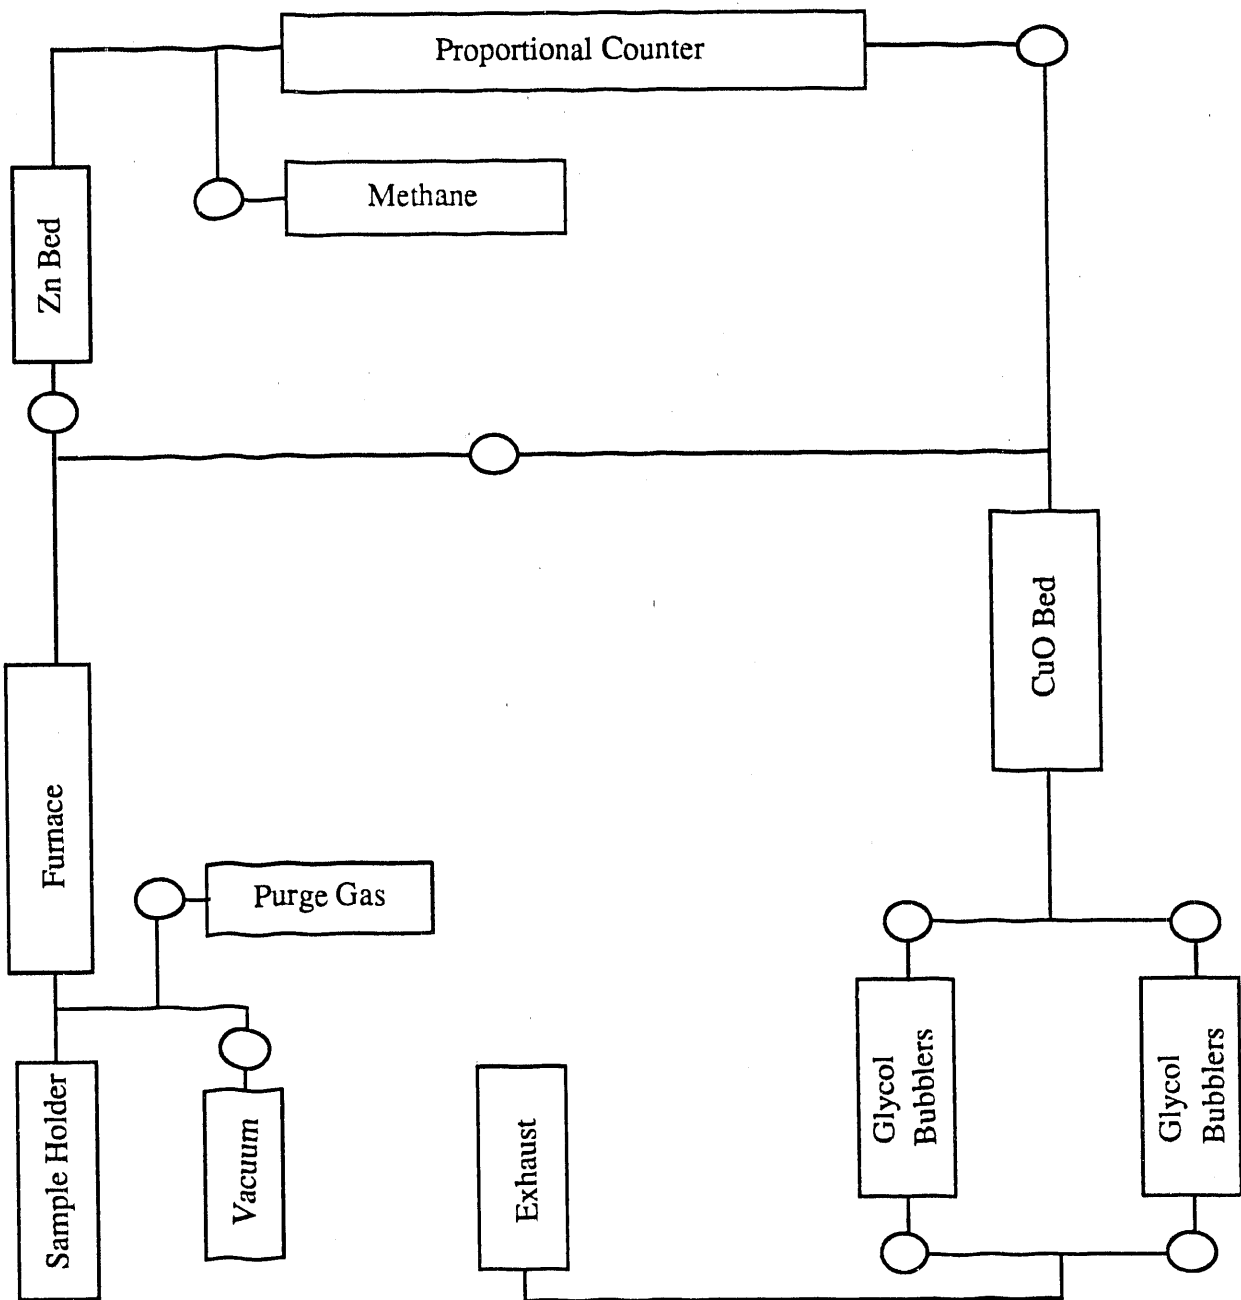 Proportional Counter
Methane
Zn Bed
CuO Bed
Furnace
Purge Gas
Sample Holder
Vacuum
Exhaust
Glycol
Bubblers
Glycol
Bubblers